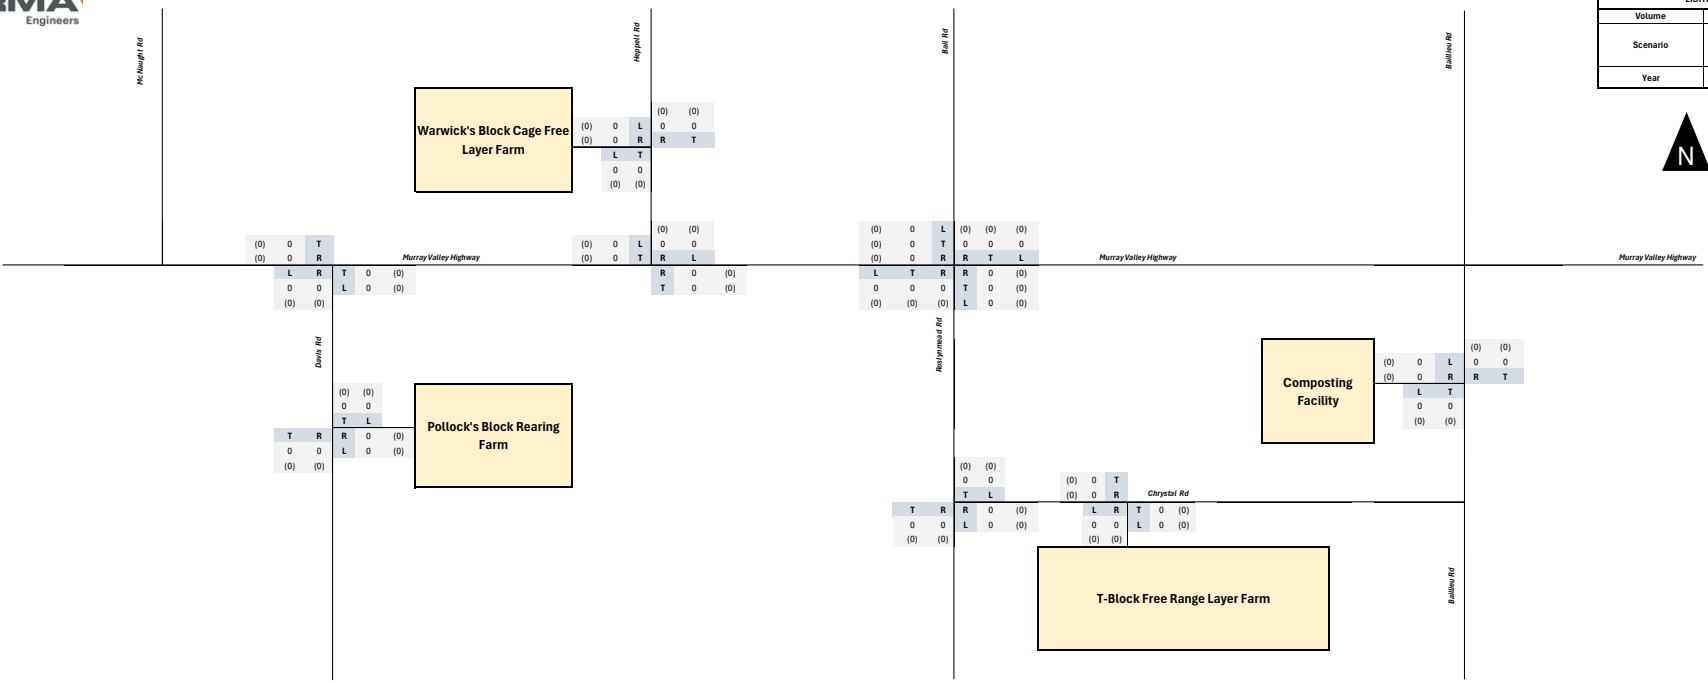 RMA
Engineers
Volume
Scenario
Year
N
McNaught Rd
Heppell Rd
Ball Rd
Baillieu Rd
Warwick's Block Cage Free
Layer Farm
(0) (0)
(0) 0 L 0 0
(0) 0 R R T
L T
0 0
(0) (0)
(0) 0 T
(0) 0 R
L R T 0 (0)
0 0 L 0 (0)
(0) (0)
Murray Valley Highway
(0) (0)
(0) 0 L 0 0
(0) 0 T R L
R 0 (0)
T 0 (0)
(0) 0 L (0) (0) (0)
(0) 0 T 0 0 0
(0) 0 R R T L
L T R R 0 (0)
0 0 0 T 0 (0)
(0) (0) (0) L 0 (0)
Murray Valley Highway
Murray Valley Highway
Davis Rd
Roslynmead Rd
(0) (0)
0 0
T L
T R R 0 (0)
0 0 L 0 (0)
(0) (0)
Pollock's Block Rearing
Farm
Composting
Facility
(0) (0)
(0) 0 L 0 0
(0) 0 R R T
L T
0 0
(0) (0)
(0) (0)
0 0
T L
T R R 0 (0)
0 0 L 0 (0)
(0) (0)
(0) 0 T
(0) 0 R
L R T 0 (0)
0 0 L 0 (0)
(0) (0)
Chrystal Rd
T-Block Free Range Layer Farm
Baillieu Rd